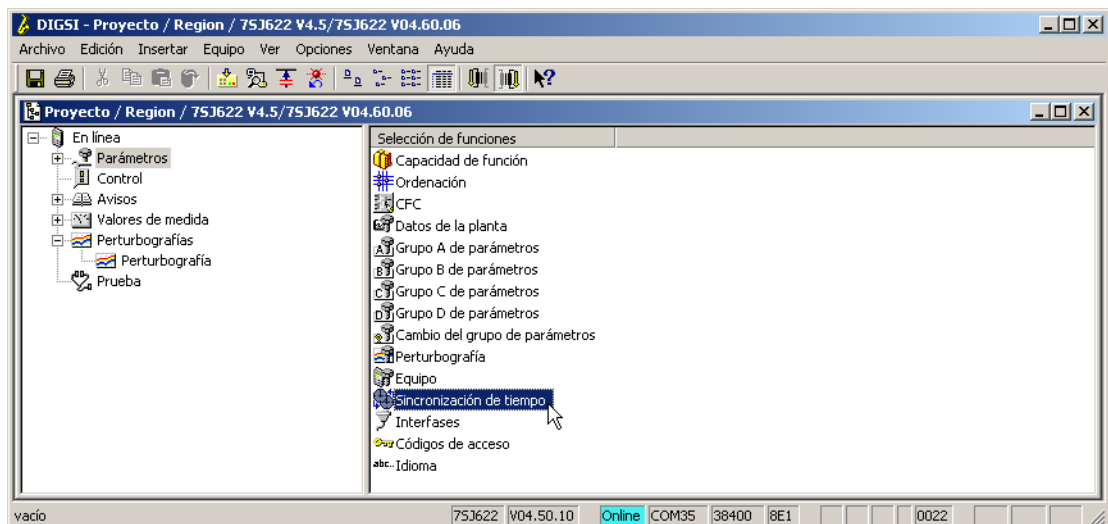 DIGSI - Proyecto / Region / 7SJ622 V4.5/7SJ622 V04.60.06
Archivo Edición Insertar Equipo Ver Opciones Ventana Ayuda
Proyecto / Region / 7SJ622 V4.5/7SJ622 V04.60.06
En línea
Parámetros
Control
Avisos
Valores de medida
Perturbografías
Perturbografía
Prueba
Selección de funciones
Capacidad de función
Ordenación
CFC
Datos de la planta
A Grupo A de parámetros
B Grupo B de parámetros
C Grupo C de parámetros
D Grupo D de parámetros
Cambio del grupo de parámetros
Perturbografía
Equipo
Sincronización de tiempo
Interfases
Códigos de acceso
abc.. Idioma
vacío 7SJ622 V04.50.10 Online COM35 38400 8E1 0022